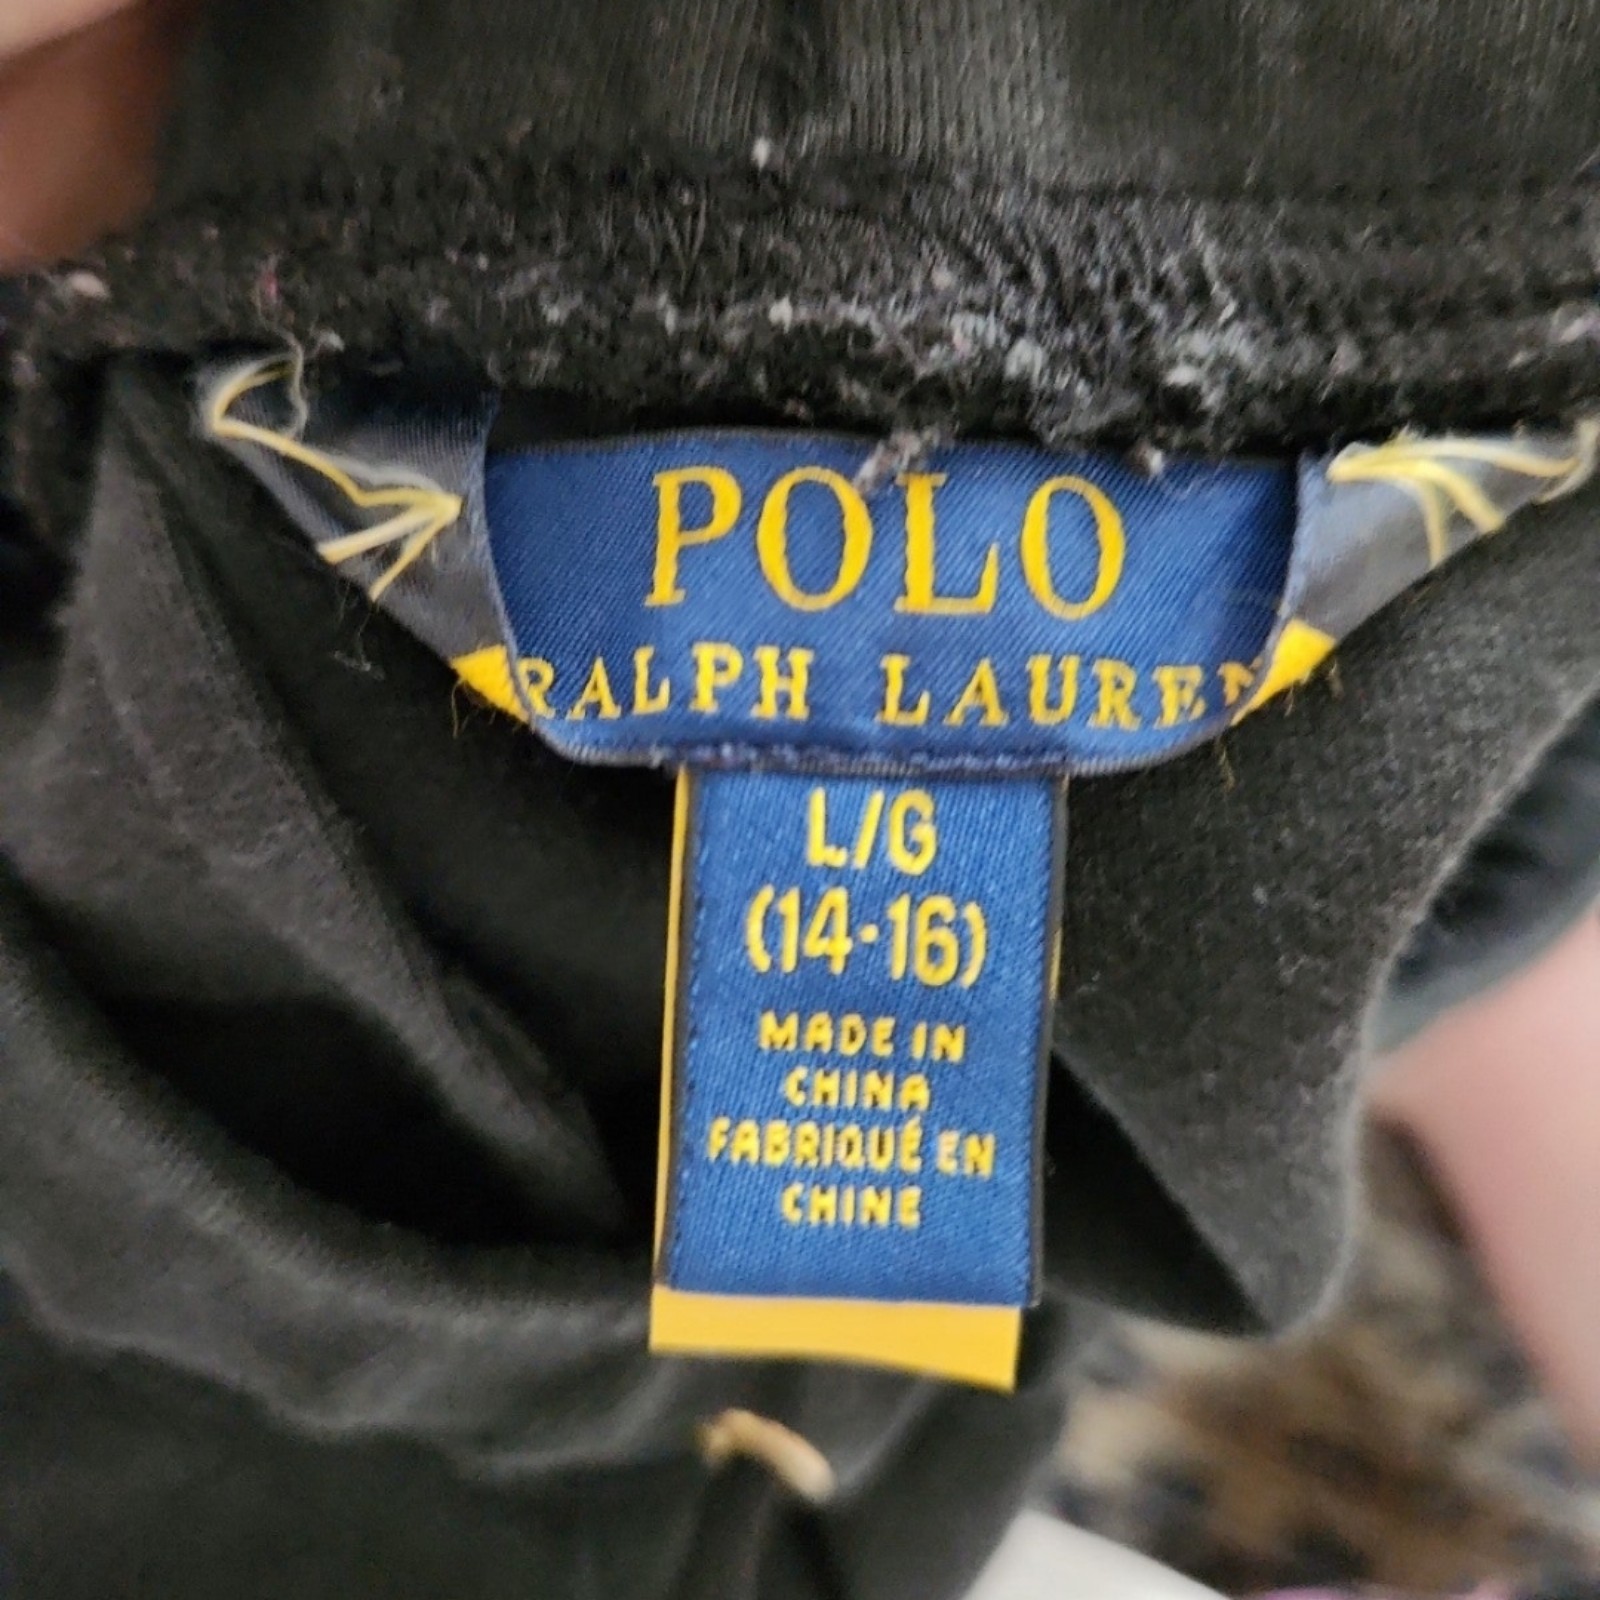 POLO
RALPH LAUREN
L/G
(14-16)
MADE IN
CHINA
FABRIQUÉ EN
CHINE